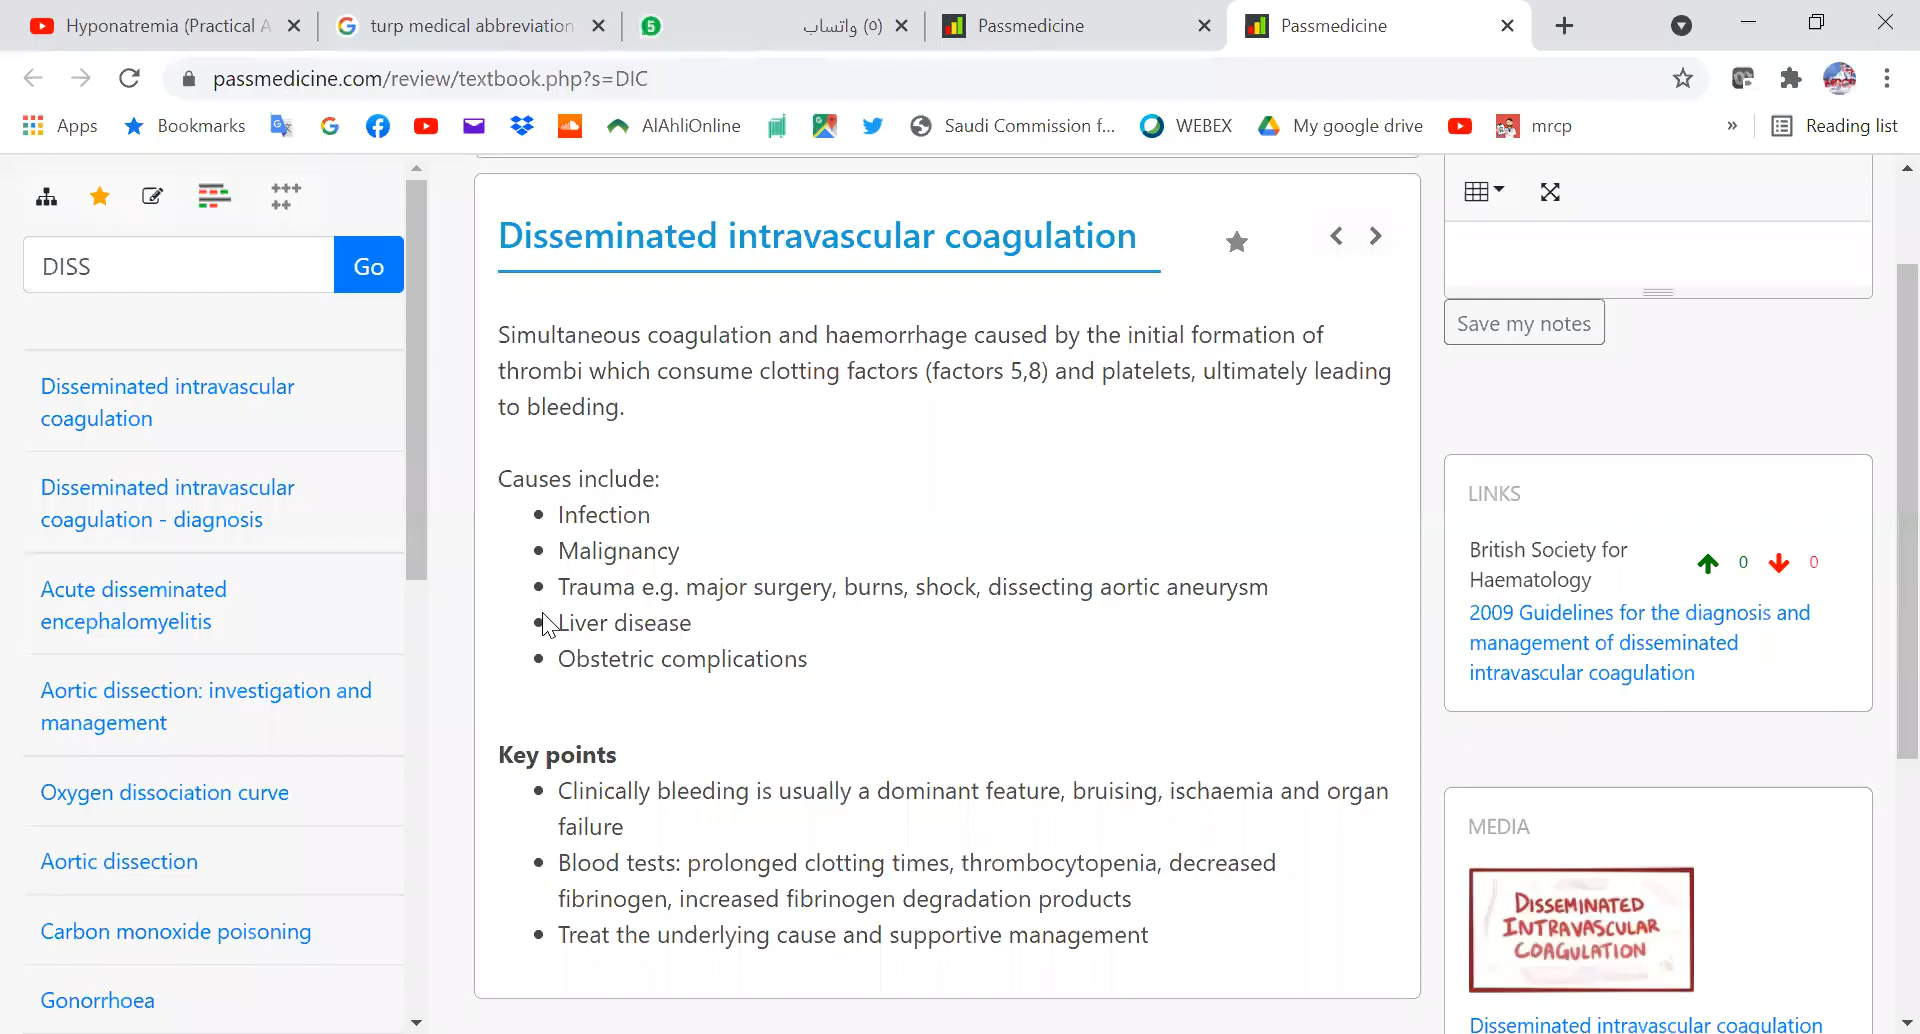 Hyponatremia (Practical A
turp medical abbreviation
5
(٥) واتساب
Passmedicine
Passmedicine
passmedicine.com/review/textbook.php?s=DIC
Apps
Bookmarks
AlAhliOnline
Saudi Commission f...
WEBEX
My google drive
mrcp
»
Reading list
DISS
Go
Disseminated intravascular
coagulation
Disseminated intravascular
coagulation - diagnosis
Acute disseminated
encephalomyelitis
Aortic dissection: investigation and
management
Oxygen dissociation curve
Aortic dissection
Carbon monoxide poisoning
Gonorrhoea
Disseminated intravascular coagulation
Simultaneous coagulation and haemorrhage caused by the initial formation of
thrombi which consume clotting factors (factors 5,8) and platelets, ultimately leading
to bleeding.
Causes include:
• Infection
• Malignancy
• Trauma e.g. major surgery, burns, shock, dissecting aortic aneurysm
• Liver disease
• Obstetric complications
Key points
• Clinically bleeding is usually a dominant feature, bruising, ischaemia and organ
failure
• Blood tests: prolonged clotting times, thrombocytopenia, decreased
fibrinogen, increased fibrinogen degradation products
• Treat the underlying cause and supportive management
Save my notes
LINKS
British Society for
Haematology
0
0
2009 Guidelines for the diagnosis and
management of disseminated
intravascular coagulation
MEDIA
DISSEMINATED
INTRAVASCULAR
COAGULATION
Disseminated intravascular coagulation